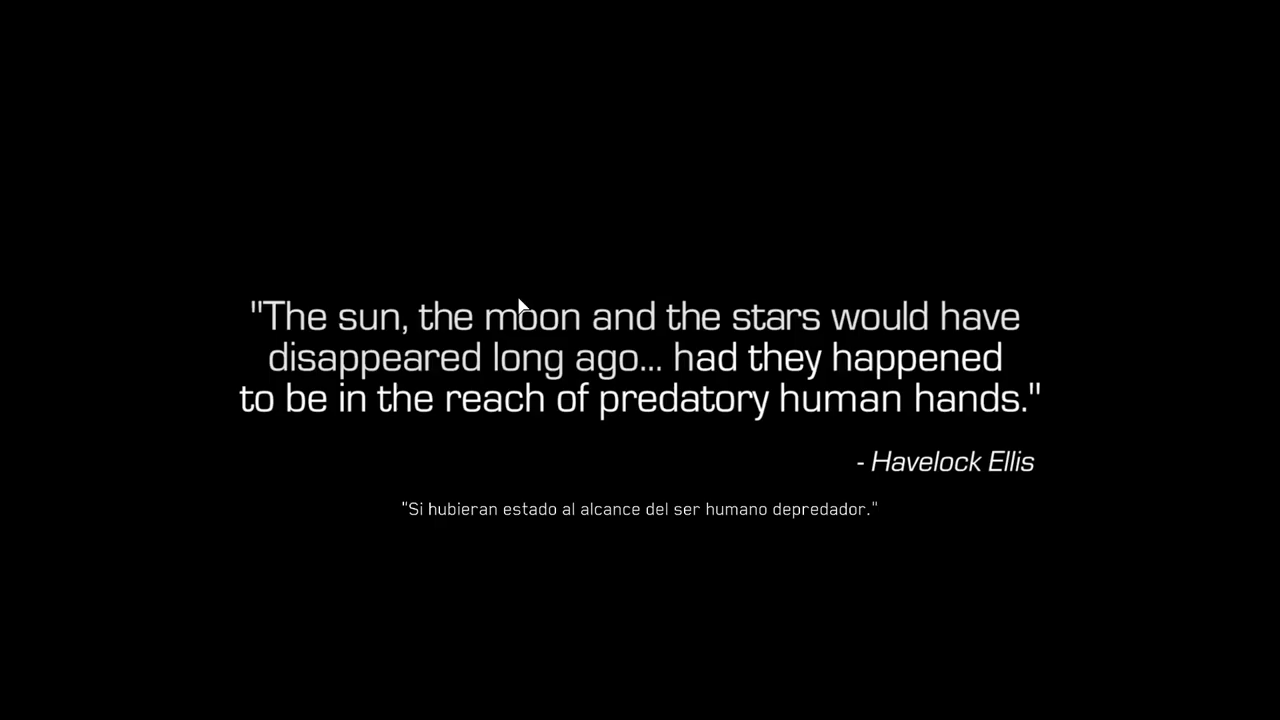 "The sun, the moon and the stars would have
disappeared long ago... had they happened
to be in the reach of predatory human hands."
- Havelock Ellis
"Si hubieran estado al alcance del ser humano depredador."